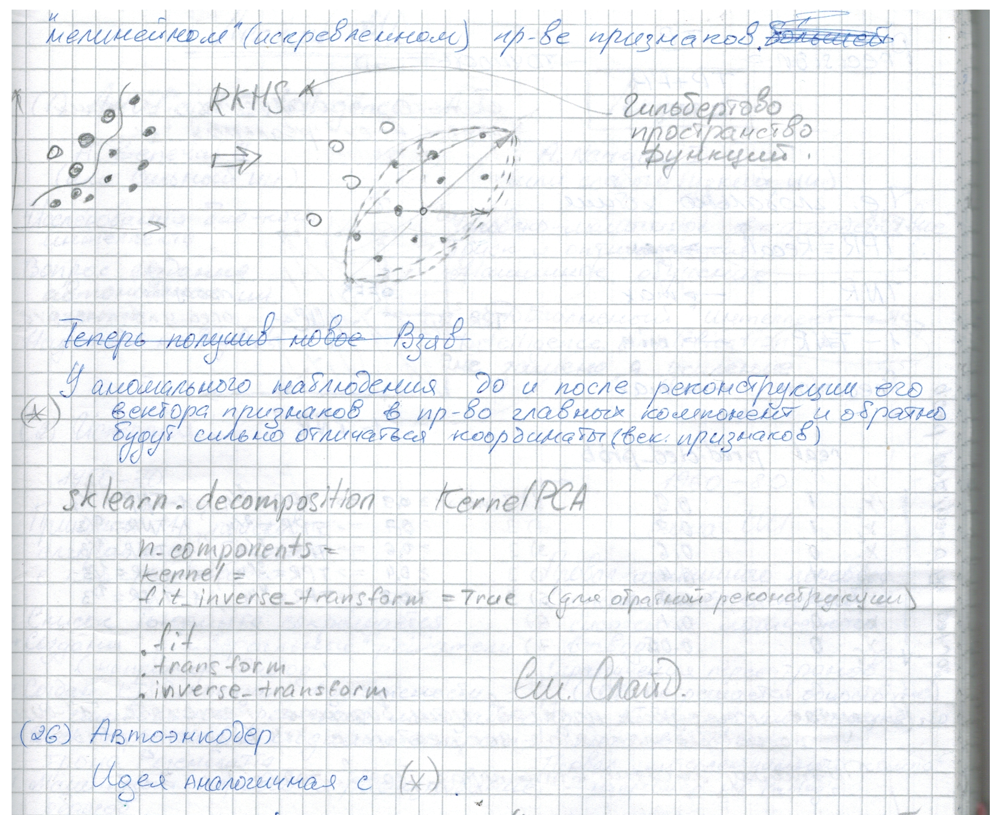 "нелинейном" (искревленном) пр-ве признаков. большей
RKHS
Гильбертово
пространство
функций.
Теперь получив новое Взяв
У аномального наблюдения до и после реконструкции его
(*) вектора признаков в пр-во главных компонент и обратно
будут сильно отличаться координаты (век. признаков)
sklearn. decomposition KernelPCA
n-components =
kernel =
fit_inverse_transform = True (для обратной реконструкции)
.fit
.transform
.inverse_transform
См. Слайд.
(26) Автоэнкодер
Идея аналогичная с (*).